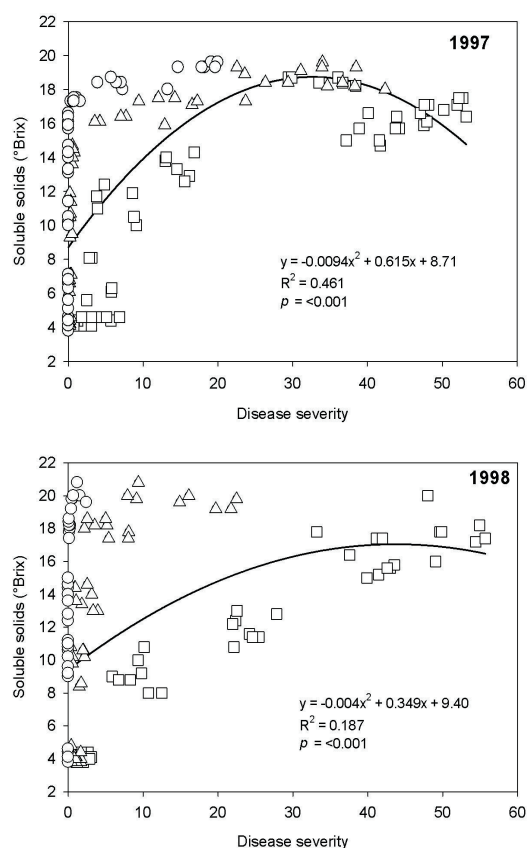 1997
22
20
18
16
14
12
10
8
6
4
2
Soluble solids (°Brix)
y = -0.0094x² + 0.615x + 8.71
R² = 0.461
p = <0.001
0 10 20 30 40 50 60
Disease severity
1998
22
20
18
16
14
12
10
8
6
4
2
Soluble solids (°Brix)
y = -0.004x² + 0.349x + 9.40
R² = 0.187
p = <0.001
0 10 20 30 40 50 60
Disease severity